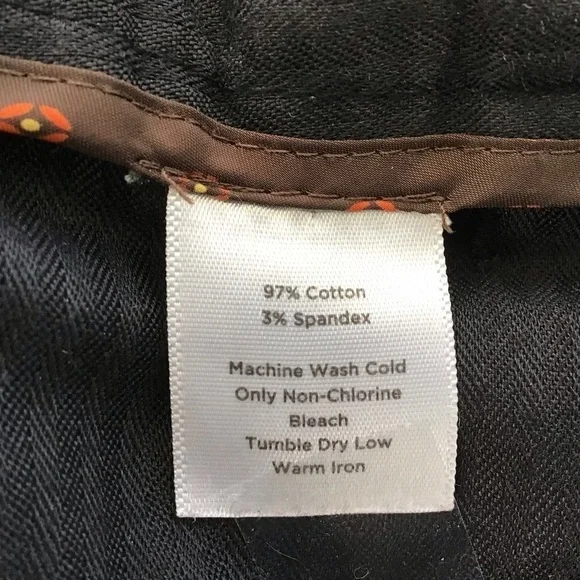 97% Cotton
3% Spandex
Machine Wash Cold
Only Non-Chlorine
Bleach
Tumble Dry Low
Warm Iron